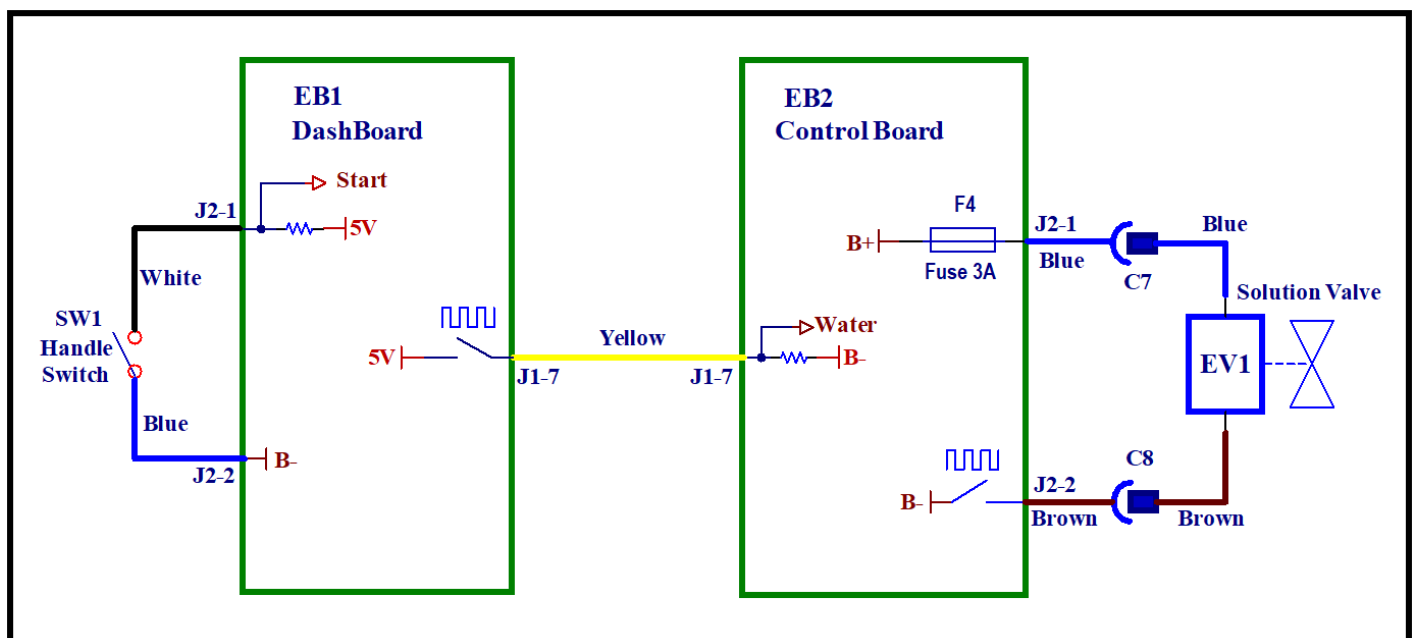 EB1
DashBoard
Start
J2-1
5V
White
SW1
Handle
Switch
Blue
J2-2
B-
5V
J1-7
Yellow
EB2
Control Board
F4
B+
Fuse 3A
J2-1
Blue
C7
Blue
Solution Valve
Water
J1-7
B-
EV1
C8
J2-2
B-
Brown
Brown